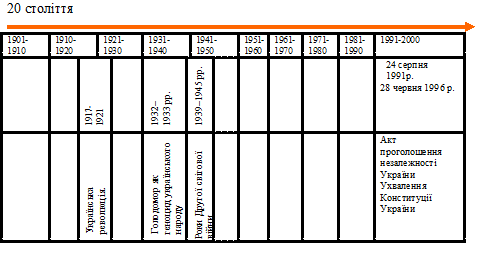 20 століття
1901-
1910
1910-
1920
1921-
1930
1931-
1940
1941-
1950
1951-
1960
1961-
1970
1971-
1980
1981-
1990
1991-2000
1917-
1921
1932–
1933 рр.
1939–1945 рр.
24 серпня
1991р.
28 червня 1996 р.
Українська
революція.
Голодомор як
геноцид українського
народу
Роки Другої світової
війни
Акт
проголошення
незалежності
України
Ухвалення
Конституції
України